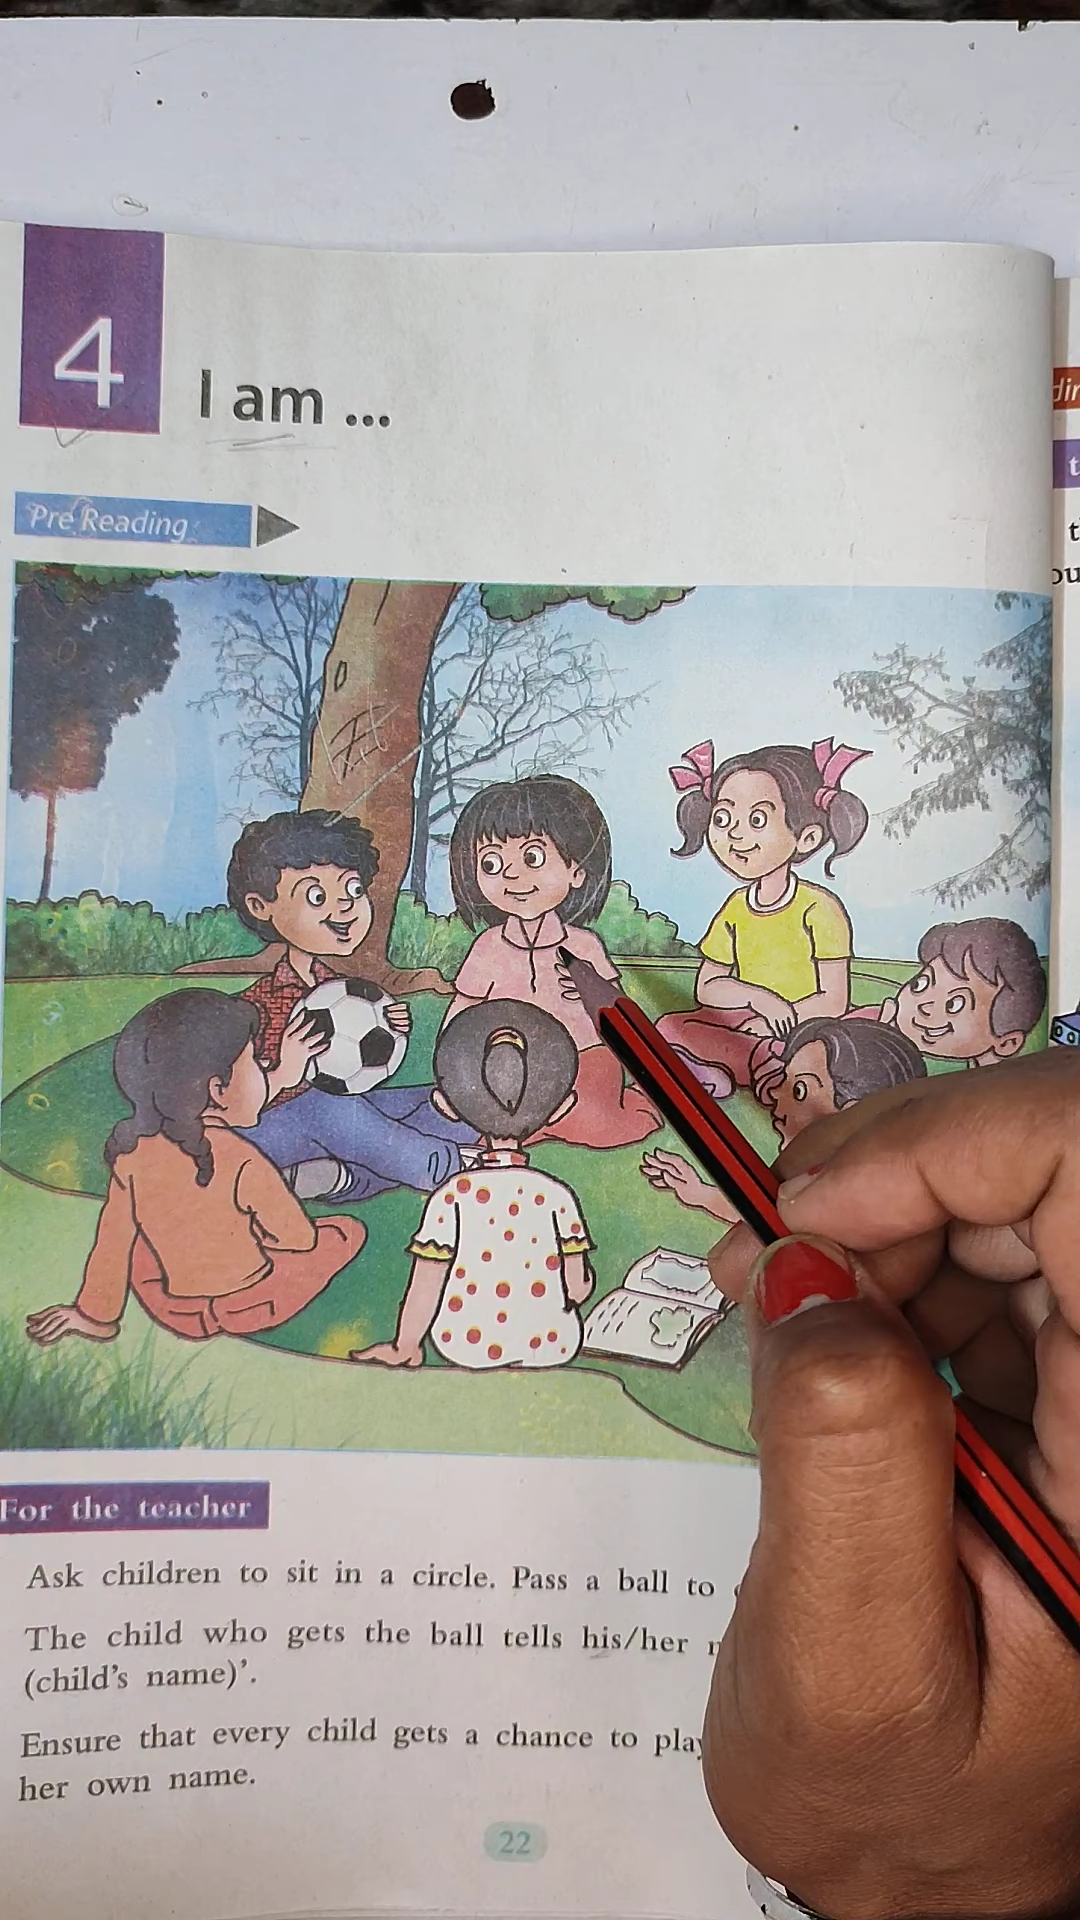 4
I am ...
Pre Reading
For the teacher
Ask children to sit in a circle. Pass a ball to
The child who gets the ball tells his/her
(child's name)'.
Ensure that every child gets a chance to
her own name.
22